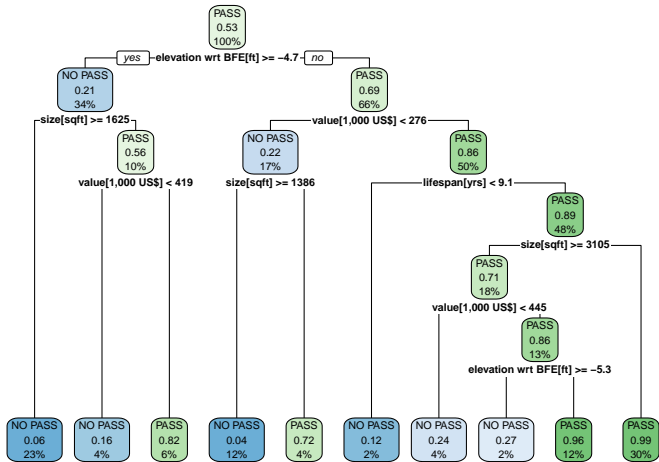 PASS
0.53
100%
yes
elevation wrt BFE[ft] >= −4.7
no
NO PASS
0.21
34%
PASS
0.69
66%
size[sqft] >= 1625
value[1,000 US$] < 276
PASS
0.56
10%
NO PASS
0.22
17%
PASS
0.86
50%
value[1,000 US$] < 419
size[sqft] >= 1386
lifespan[yrs] < 9.1
PASS
0.89
48%
size[sqft] >= 3105
PASS
0.71
18%
value[1,000 US$] < 445
PASS
0.86
13%
elevation wrt BFE[ft] >= −5.3
NO PASS
0.06
23%
NO PASS
0.16
4%
PASS
0.82
6%
NO PASS
0.04
12%
PASS
0.72
4%
NO PASS
0.12
2%
NO PASS
0.24
4%
NO PASS
0.27
2%
PASS
0.96
12%
PASS
0.99
30%